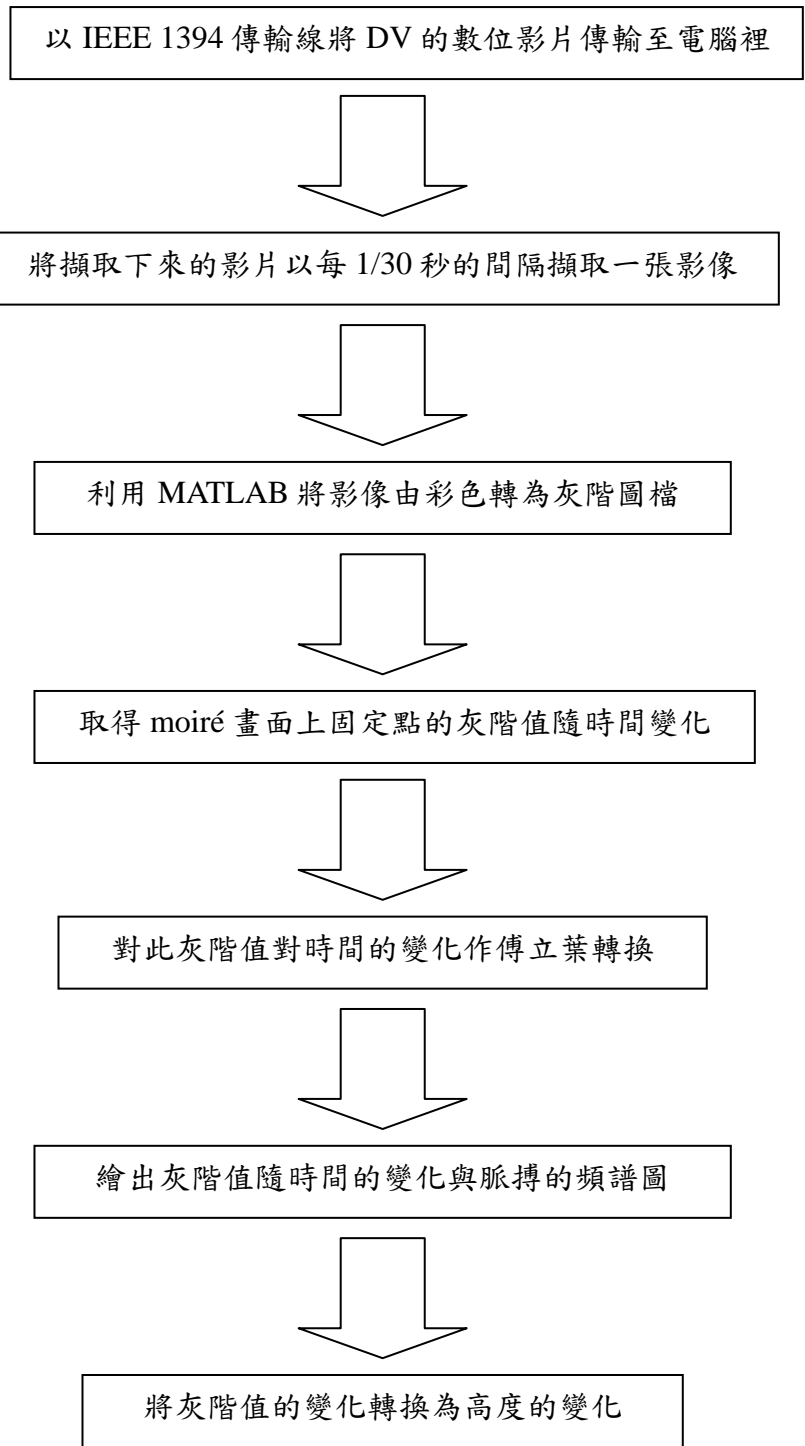 以 IEEE 1394 傳輸線將 DV 的數位影片傳輸至電腦裡
將擷取下來的影片以每 1/30 秒的間隔擷取一張影像
利用 MATLAB 將影像由彩色轉為灰階圖檔
取得 moiré 畫面上固定點的灰階值隨時間變化
對此灰階值對時間的變化作傅立葉轉換
繪出灰階值隨時間的變化與脈搏的頻譜圖
將灰階值的變化轉換為高度的變化